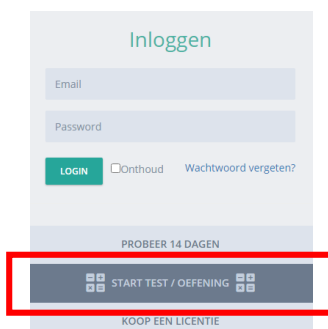 Inloggen
Email
Password
LOGIN Onthoud Wachtwoord vergeten?
PROBEER 14 DAGEN
START TEST / OEFENING
KOOP EEN LICENTIE